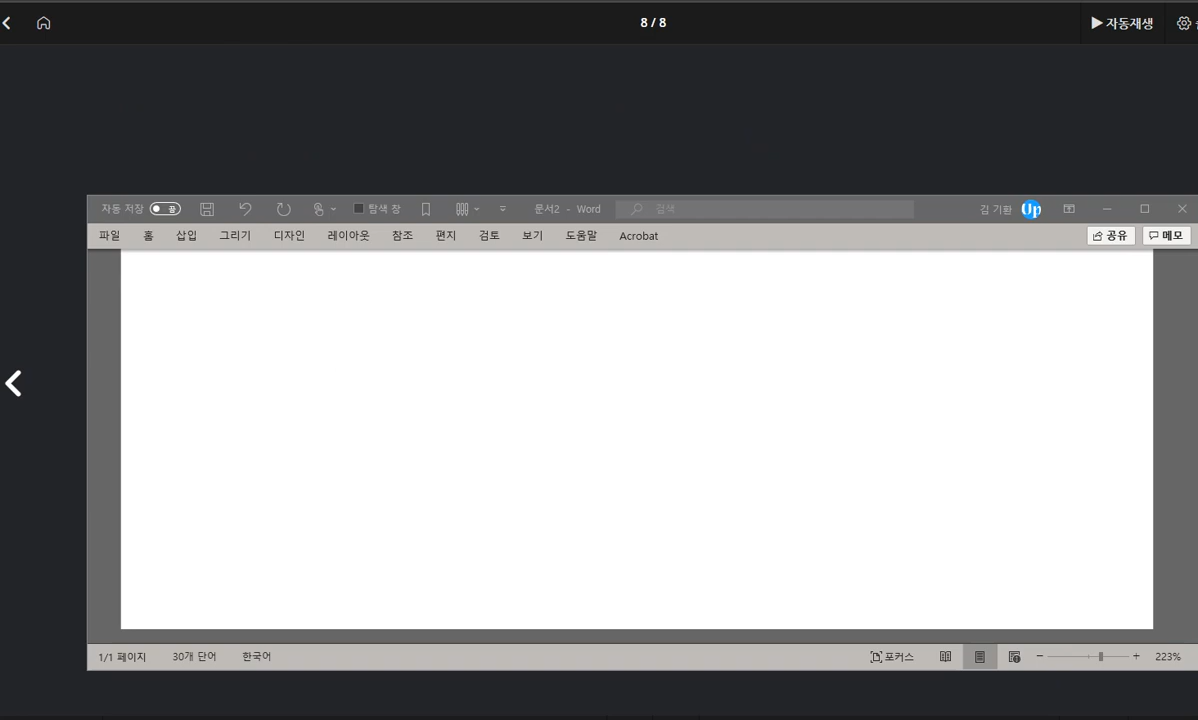 8 / 8
▶ 자동재생
자동 저장 끔 탐색 창 문서2 - Word 검색 김 기환 Up
파일 홈 삽입 그리기 디자인 레이아웃 참조 편지 검토 보기 도움말 Acrobat 공유 메모
1/1 페이지 30개 단어 한국어 포커스 - + 223%